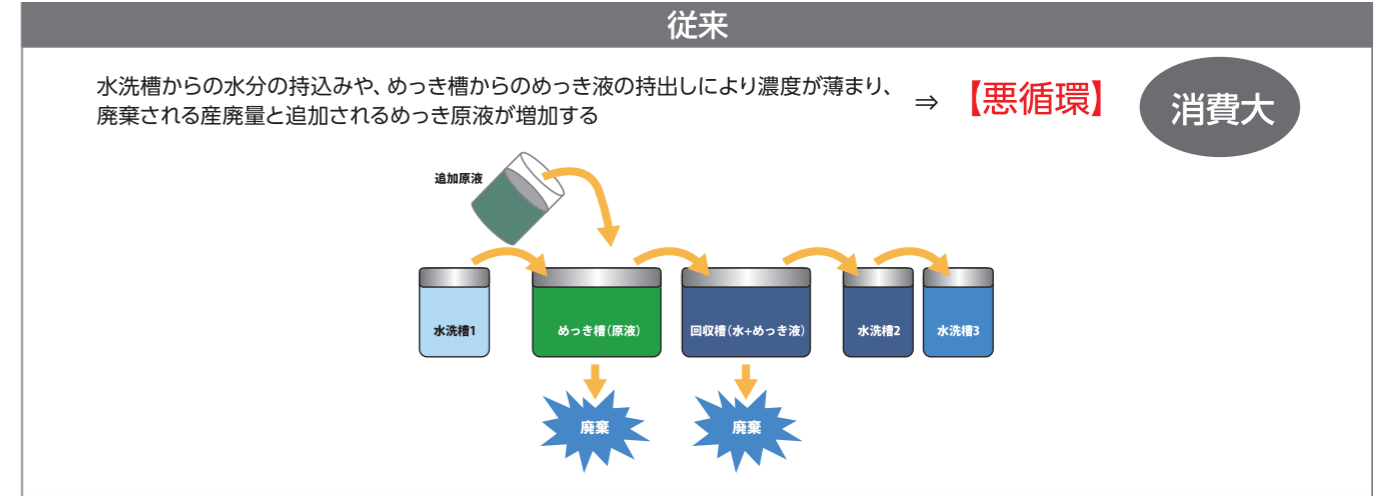 従来
水洗槽からの水分の持込みや、めっき槽からのめっき液の持出しにより濃度が薄まり、
廃棄される産廃量と追加されるめっき原液が増加する
⇒ 【悪循環】
消費大
追加原液
水洗槽1
めっき槽(原液)
回収槽(水+めっき液)
水洗槽2
水洗槽3
廃棄
廃棄